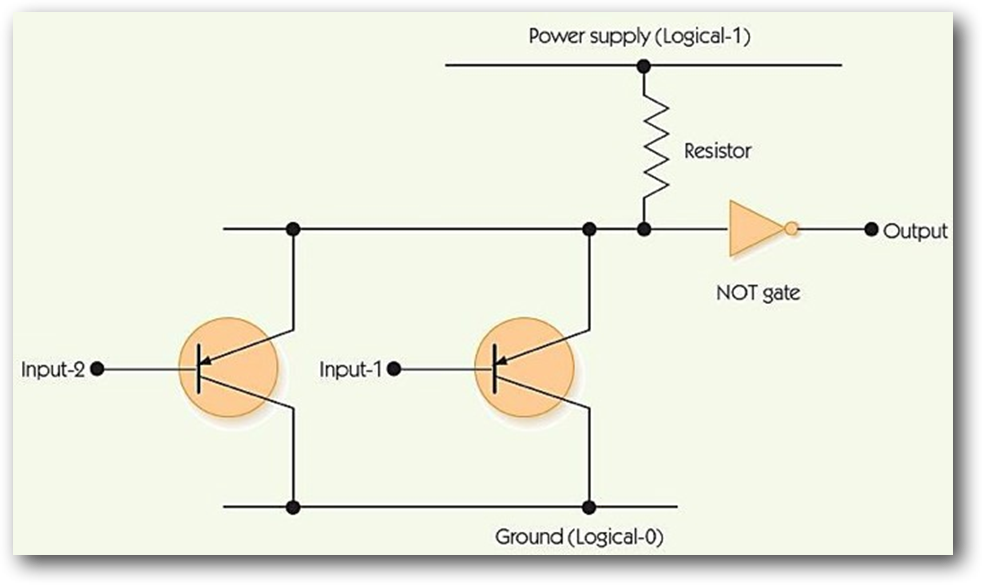 Power supply (Logical-1)
Resistor
Output
NOT gate
Input-2
Input-1
Ground (Logical-0)